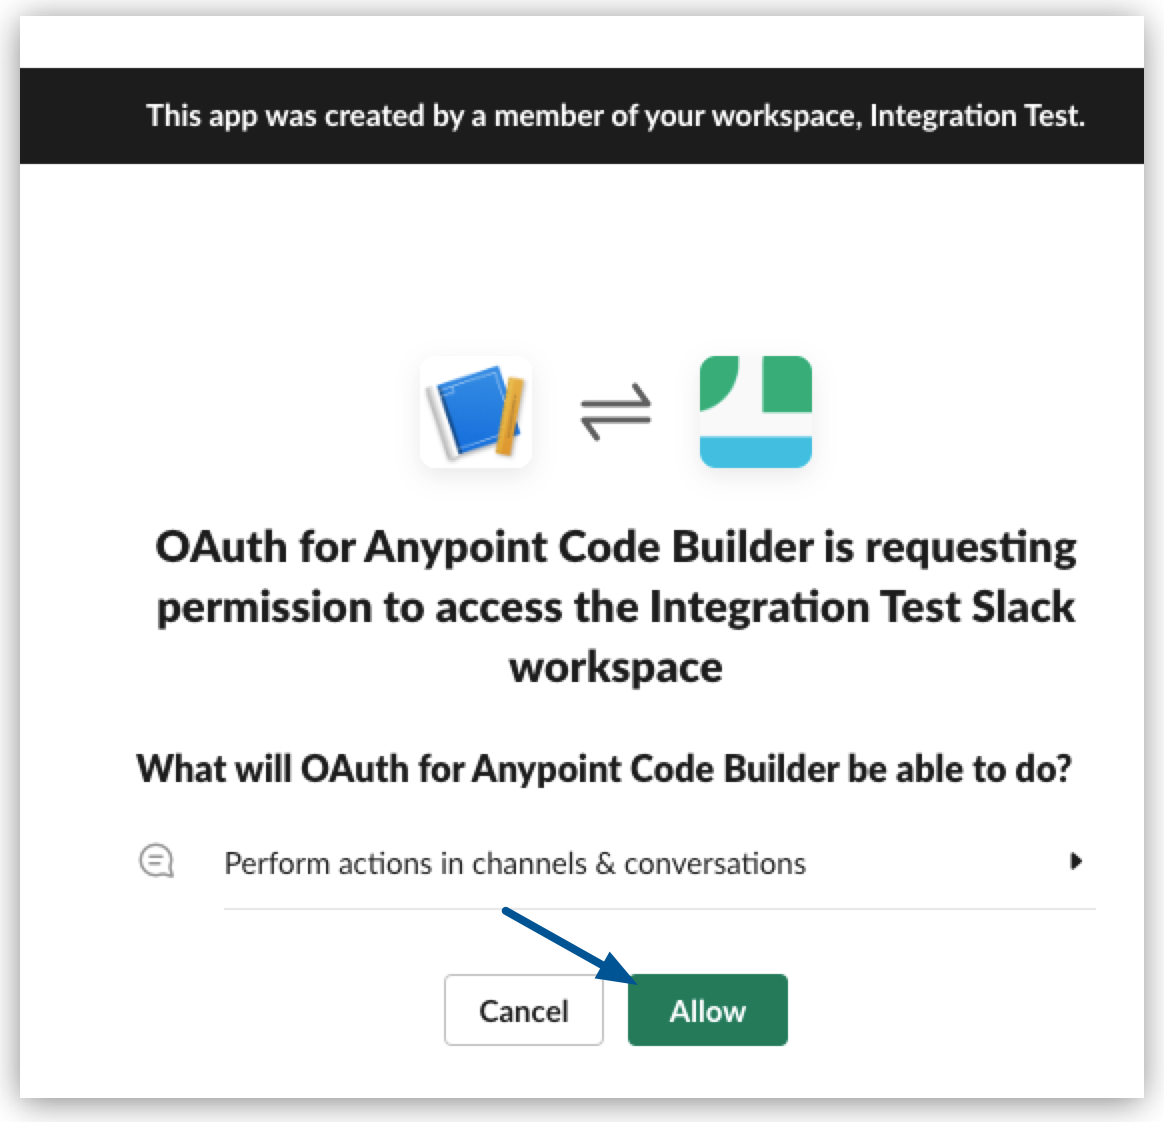 This app was created by a member of your workspace, Integration Test.
OAuth for Anypoint Code Builder is requesting
permission to access the Integration Test Slack
workspace
What will OAuth for Anypoint Code Builder be able to do?
Perform actions in channels & conversations
Cancel
Allow